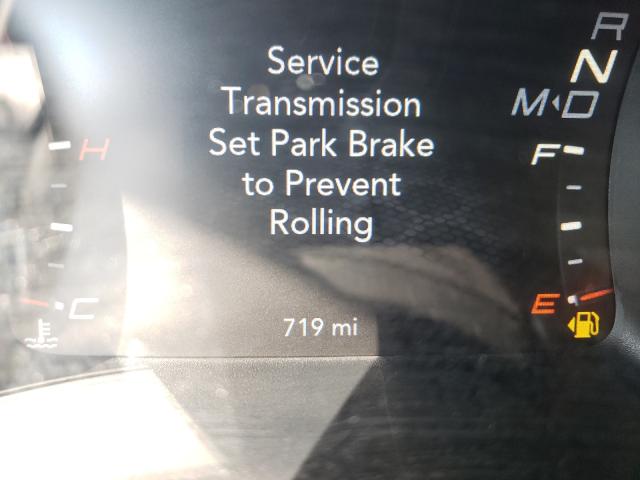 R
Service
N
Transmission
M◂D
Set Park Brake
H
F
to Prevent
Rolling
C
E
719 mi